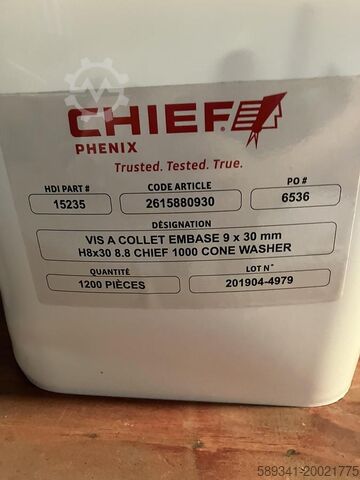 CHIEF
PHENIX
Trusted. Tested. True.
HDI PART # CODE ARTICLE PO #
15235 2615880930 6536
DÉSIGNATION
VIS A COLLET EMBASE 9 x 30 mm
H8x30 8.8 CHIEF 1000 CONE WASHER
QUANTITÉ LOT N°
1200 PIÈCES 201904-4979
589341-20021775